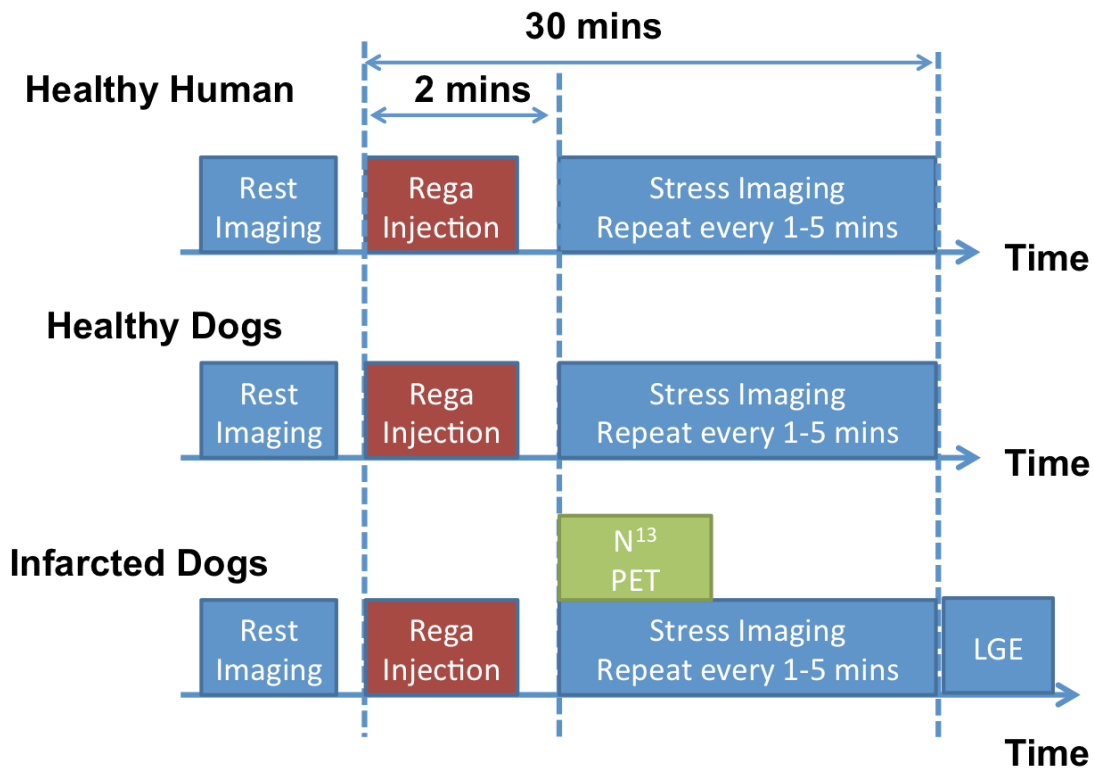 30 mins
Healthy Human
2 mins
Rest
Imaging
Rega
Injection
Stress Imaging
Repeat every 1-5 mins
Time
Healthy Dogs
Rest
Imaging
Rega
Injection
Stress Imaging
Repeat every 1-5 mins
Time
Infarcted Dogs
N¹³
PET
Rest
Imaging
Rega
Injection
Stress Imaging
Repeat every 1-5 mins
LGE
Time